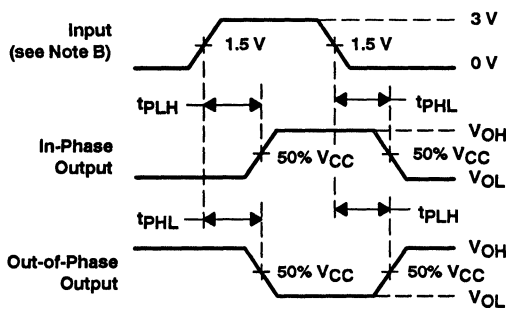 3 V
Input
(see Note B)
1.5 V
1.5 V
0 V
tPLH
tPHL
In-Phase
Output
VOH
50% VCC
50% VCC
VOL
tPHL
tPLH
Out-of-Phase
Output
VOH
50% VCC
50% VCC
VOL